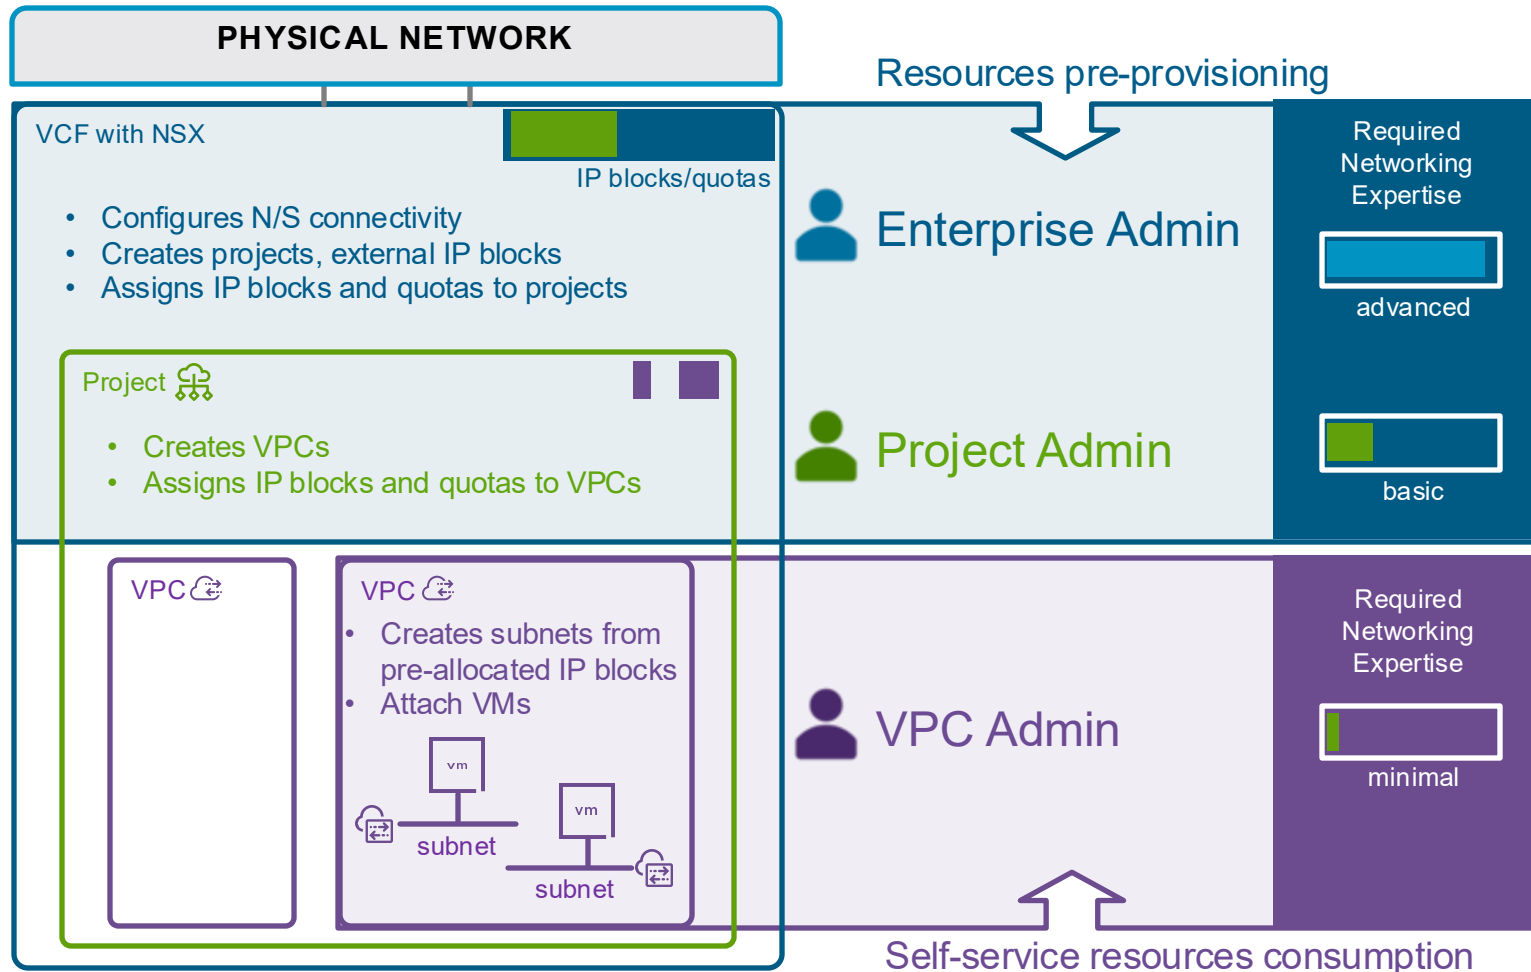 PHYSICAL NETWORK
Resources pre-provisioning
VCF with NSX
IP blocks/quotas
• Configures N/S connectivity
• Creates projects, external IP blocks
• Assigns IP blocks and quotas to projects
Enterprise Admin
Required
Networking
Expertise
advanced
Project
• Creates VPCs
• Assigns IP blocks and quotas to VPCs
Project Admin
basic
VPC
VPC
• Creates subnets from
pre-allocated IP blocks
• Attach VMs
vm
subnet
vm
subnet
VPC Admin
Required
Networking
Expertise
minimal
Self-service resources consumption